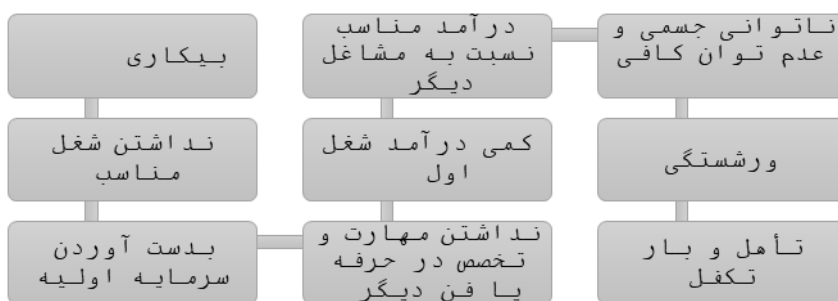 بیکاری
نداشتن شغل
مناسب
بدست آوردن
سرمایه اولیه
نداشتن مهارت و
تخصص در حرفه
یا فن دیگر
کمی درآمد شغل
اول
درآمد مناسب
نسبت به مشاغل
دیگر
ناتوانی جسمی و
عدم توان کافی
ورشستگی
تأهل و بار
تکفل